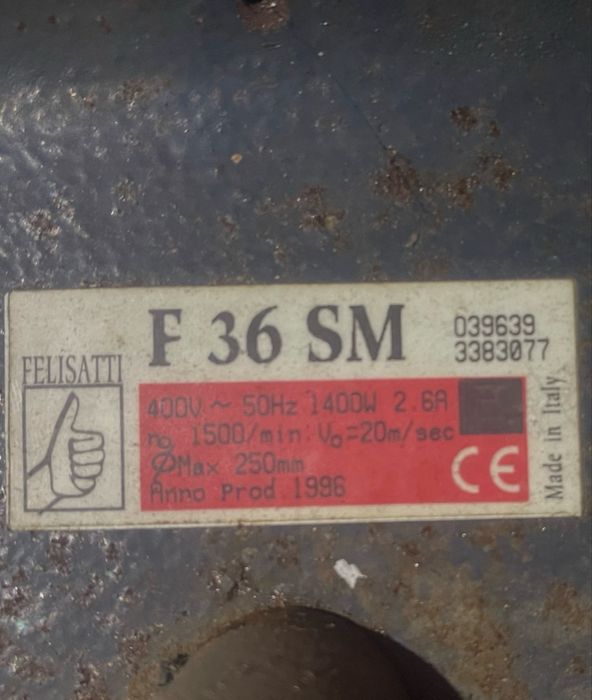 FELISATTI
F 36 SM
039639
3383077
400V ~ 50Hz 1400W 2.6A
no 1500/min: Vo=20m/sec
ØMax 250mm
Anno Prod 1996
CE
Made in Italy